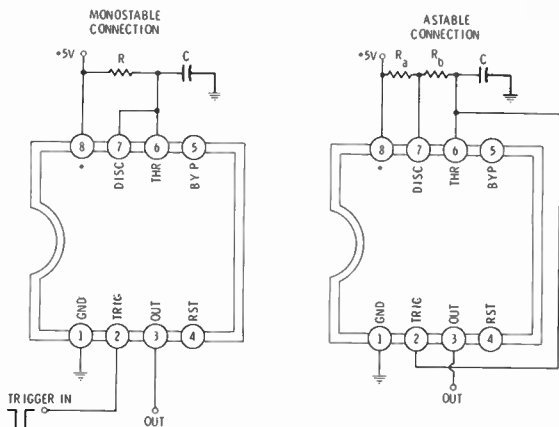 MONOSTABLE
CONNECTION
+5V
R
C
8
7
6
5
+
DISC
THR
BYP
GND
TRIG
OUT
RST
1
2
3
4
TRIGGER IN
OUT
ASTABLE
CONNECTION
+5V
Ra
Rb
C
8
7
6
5
+
DISC
THR
BYP
GND
TRIG
OUT
RST
1
2
3
4
OUT